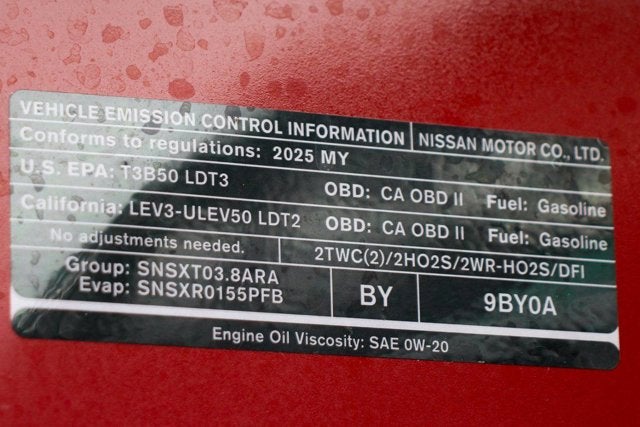 VEHICLE EMISSION CONTROL INFORMATION NISSAN MOTOR CO., LTD.
Conforms to regulations: 2025 MY
U.S. EPA: T3B50 LDT3 OBD: CA OBD II Fuel: Gasoline
California: LEV3-ULEV50 LDT2 OBD: CA OBD II Fuel: Gasoline
No adjustments needed. 2TWC(2)/2HO2S/2WR-HO2S/DFI
Group: SNSXT03.8ARA
Evap: SNSXR0155PFB BY 9BY0A
Engine Oil Viscosity: SAE 0W-20